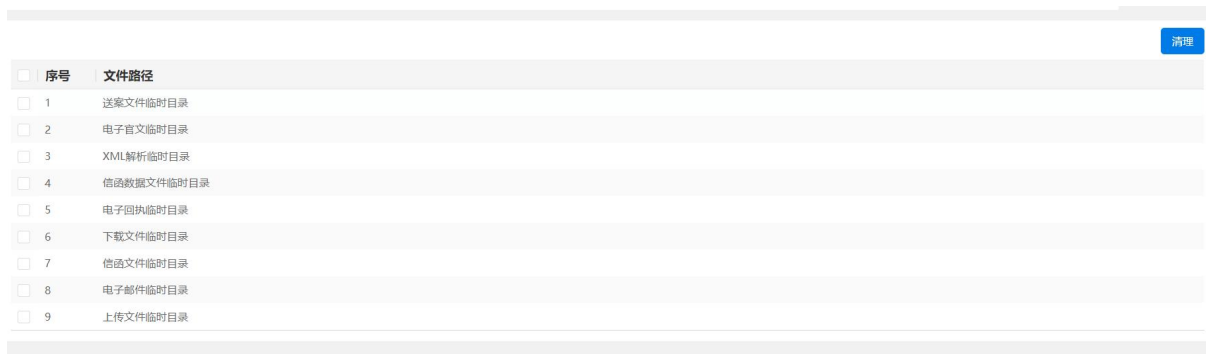 清理
序号 文件路径
1 送案文件临时目录
2 电子官文临时目录
3 XML解析临时目录
4 信函数据文件临时目录
5 电子回执临时目录
6 下载文件临时目录
7 信函文件临时目录
8 电子邮件临时目录
9 上传文件临时目录